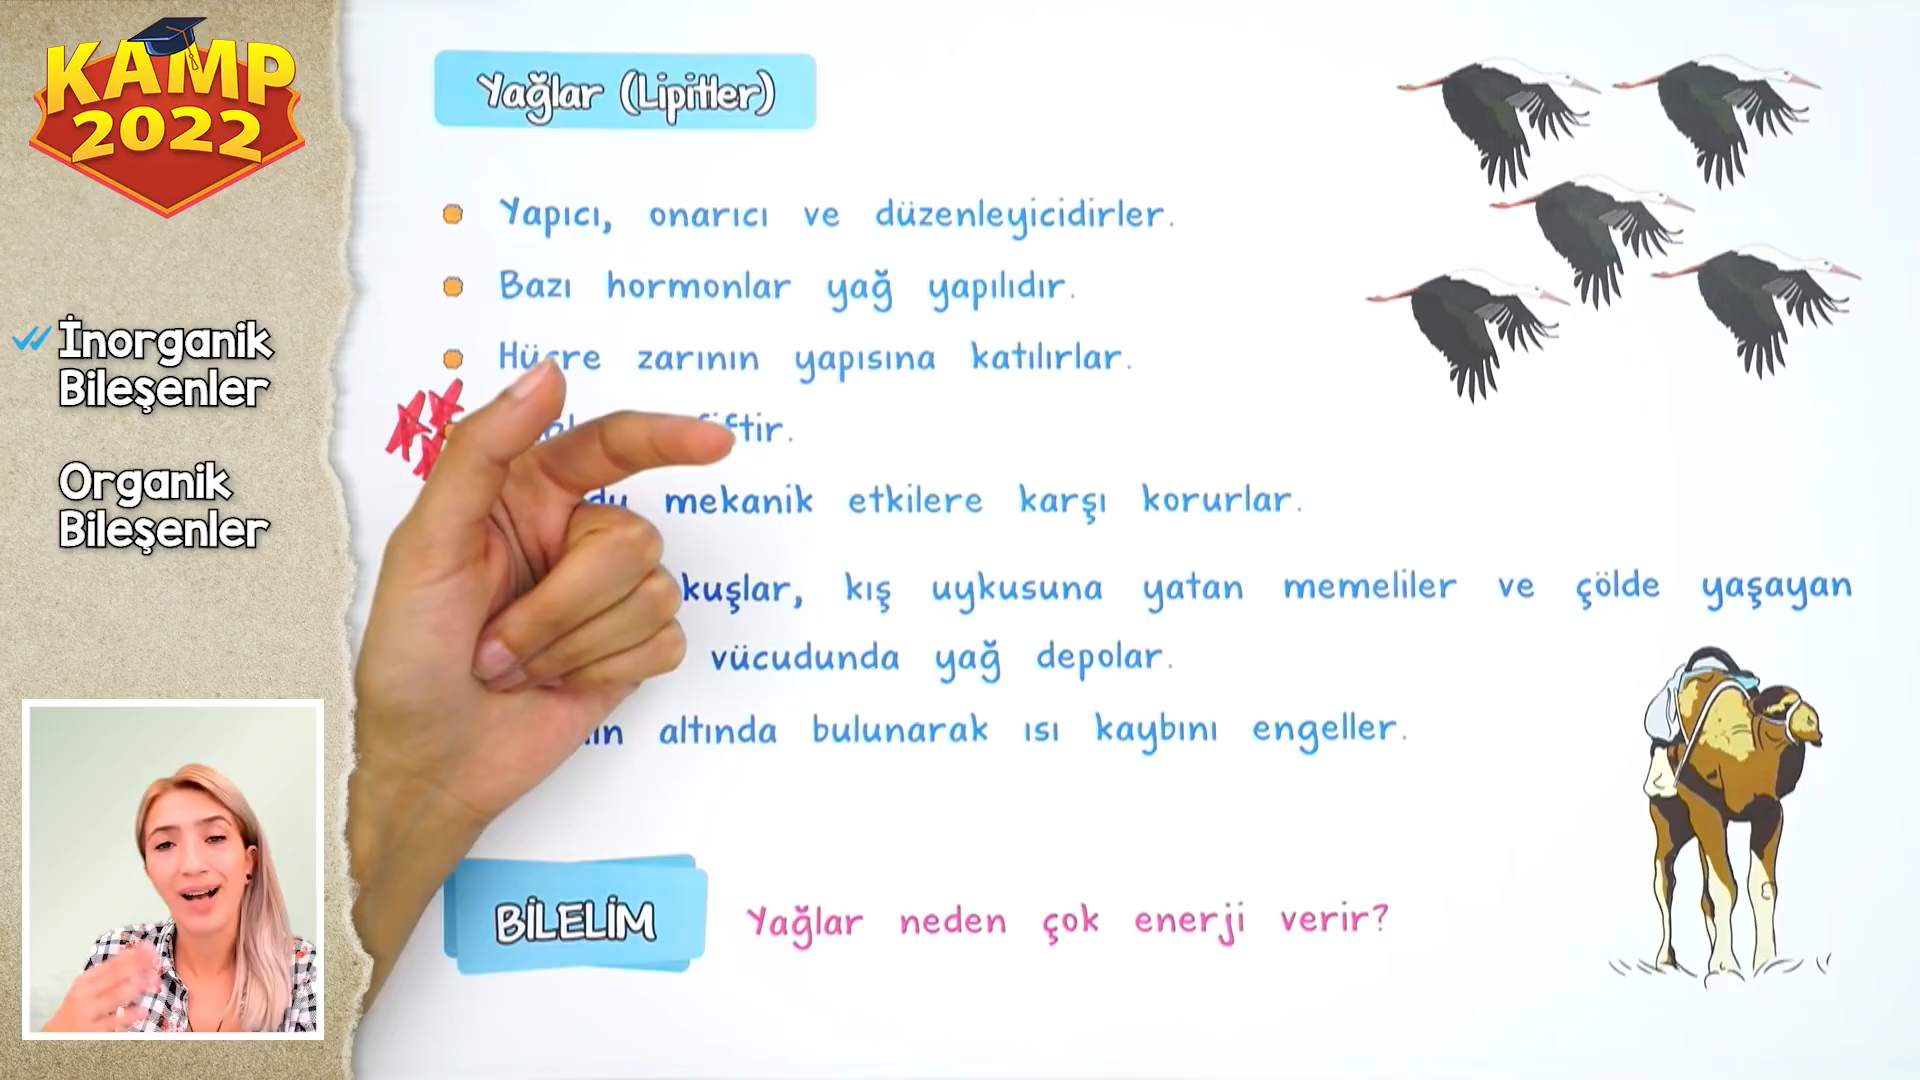 KAMP
2022
İnorganik
Bileşenler
Organik
Bileşenler
Yağlar (Lipitler)
Yapıcı, onarıcı ve düzenleyicidirler.
Bazı hormonlar yağ yapılıdır.
Hücre zarının yapısına katılırlar.
mekanik etkilere karşı korurlar.
kuşlar, kış uykusuna yatan memeliler ve çölde yaşayan
vücudunda yağ depolar.
altında bulunarak ısı kaybını engeller.
BİLELİM
Yağlar neden çok enerji verir?